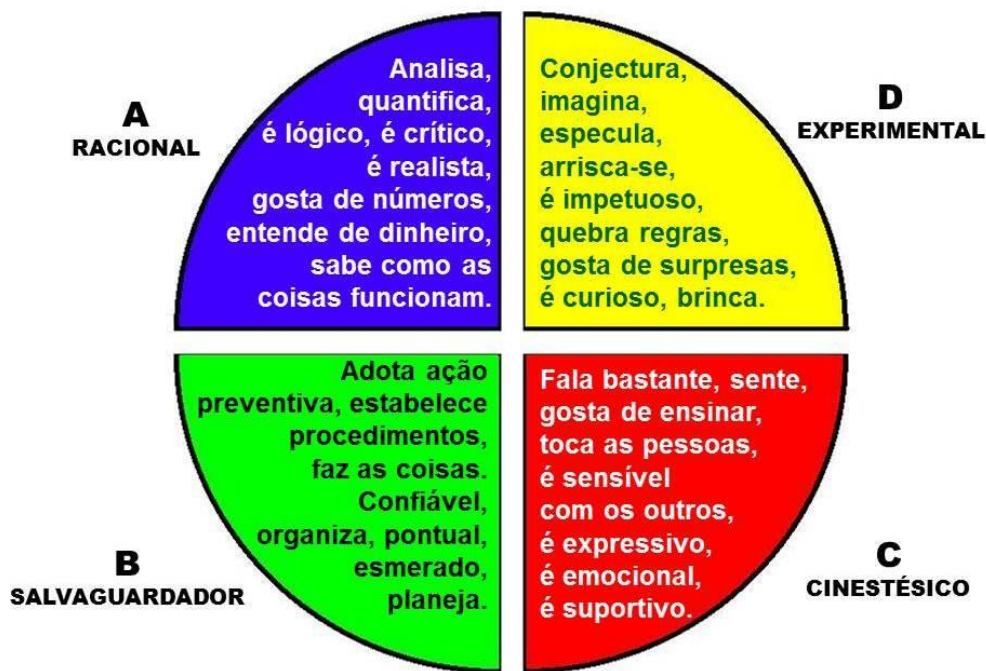 A
RACIONAL
Analisa,
quantifica,
é lógico, é crítico,
é realista,
gosta de números,
entende de dinheiro,
sabe como as
coisas funcionam.
Conjectura,
imagina,
especula,
arrisca-se,
é impetuoso,
quebra regras,
gosta de surpresas,
é curioso, brinca.
D
EXPERIMENTAL
B
SALVAGUARDADOR
Adota ação
preventiva, estabelece
procedimentos,
faz as coisas.
Confiável,
organiza, pontual,
esmerado,
planeja.
Fala bastante, sente,
gosta de ensinar,
toca as pessoas,
é sensível
com os outros,
é expressivo,
é emocional,
é suportivo.
C
CINESTÉSICO